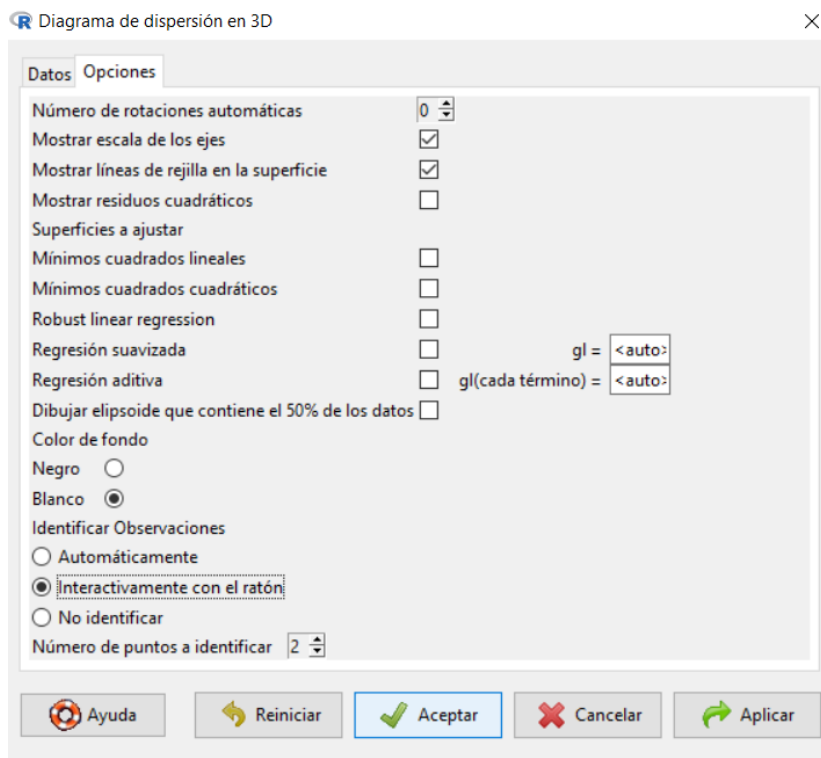 Diagrama de dispersión en 3D
Datos Opciones
Número de rotaciones automáticas 0
Mostrar escala de los ejes
Mostrar líneas de rejilla en la superficie
Mostrar residuos cuadráticos
Superficies a ajustar
Mínimos cuadrados lineales
Mínimos cuadrados cuadráticos
Robust linear regression
Regresión suavizada gl = <auto>
Regresión aditiva gl(cada término) = <auto>
Dibujar elipsoide que contiene el 50% de los datos
Color de fondo
Negro
Blanco
Identificar Observaciones
Automáticamente
Interactivamente con el ratón
No identificar
Número de puntos a identificar 2
Ayuda Reiniciar Aceptar Cancelar Aplicar